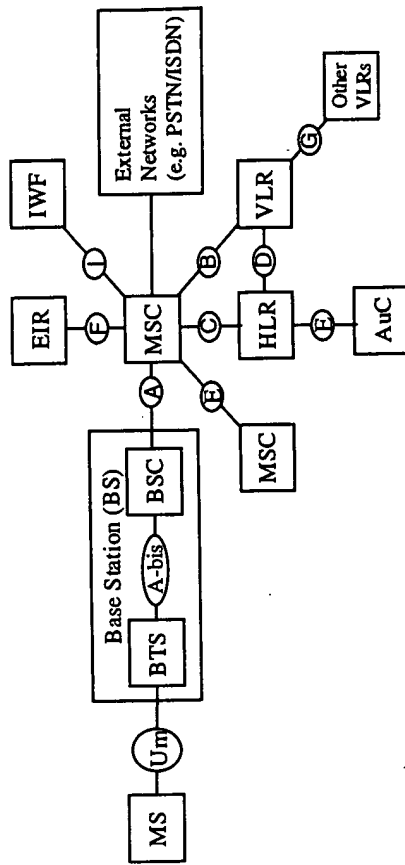 EIR
IWF
External
Networks
(e.g. PSTN/ISDN)
F
I
Base Station (BS)
MS
Um
BTS
A-bis
BSC
A
MSC
E
C
B
MSC
HLR
D
VLR
E
G
AuC
Other
VLRs